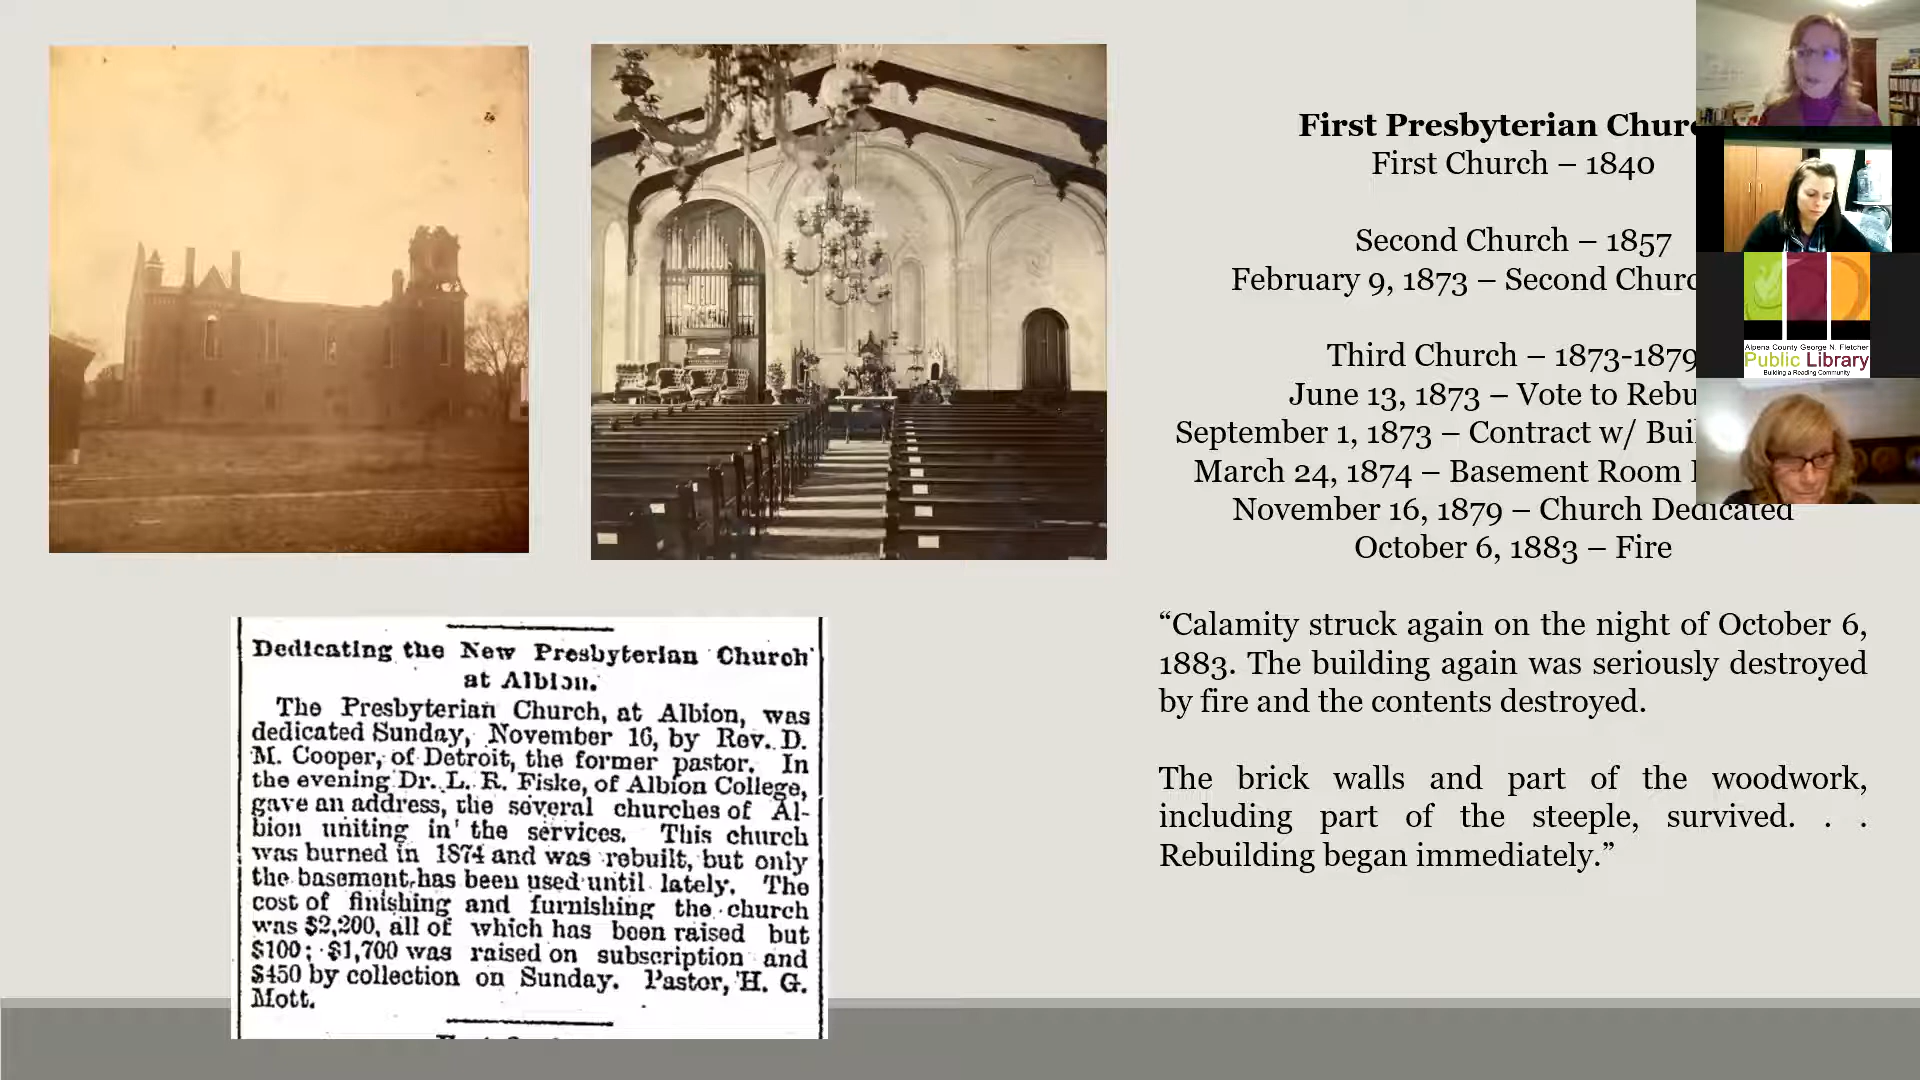 First Presbyterian Churc
First Church – 1840
Second Church – 1857
February 9, 1873 – Second Churc
Third Church – 1873-1879
June 13, 1873 – Vote to Rebu
September 1, 1873 – Contract w/ Bui
March 24, 1874 – Basement Room
November 16, 1879 – Church Dedicated
October 6, 1883 – Fire
“Calamity struck again on the night of October 6,
1883. The building again was seriously destroyed
by fire and the contents destroyed.
The brick walls and part of the woodwork,
including part of the steeple, survived. . .
Rebuilding began immediately.”
Dedicating the New Presbyterian Church
at Albion.
The Presbyterian Church, at Albion, was
dedicated Sunday, November 16, by Rev. D.
M. Cooper, of Detroit, the former pastor. In
the evening Dr. L. R. Fiske, of Albion College,
gave an address, the several churches of Al-
bion uniting in the services. This church
was burned in 1874 and was rebuilt, but only
the basement has been used until lately. The
cost of finishing and furnishing the church
was $2,200, all of which has been raised but
$100; $1,700 was raised on subscription and
$450 by collection on Sunday. Pastor, H. G.
Mott.
Alpena County George N. Fletcher
Public Library
Building a Reading Community